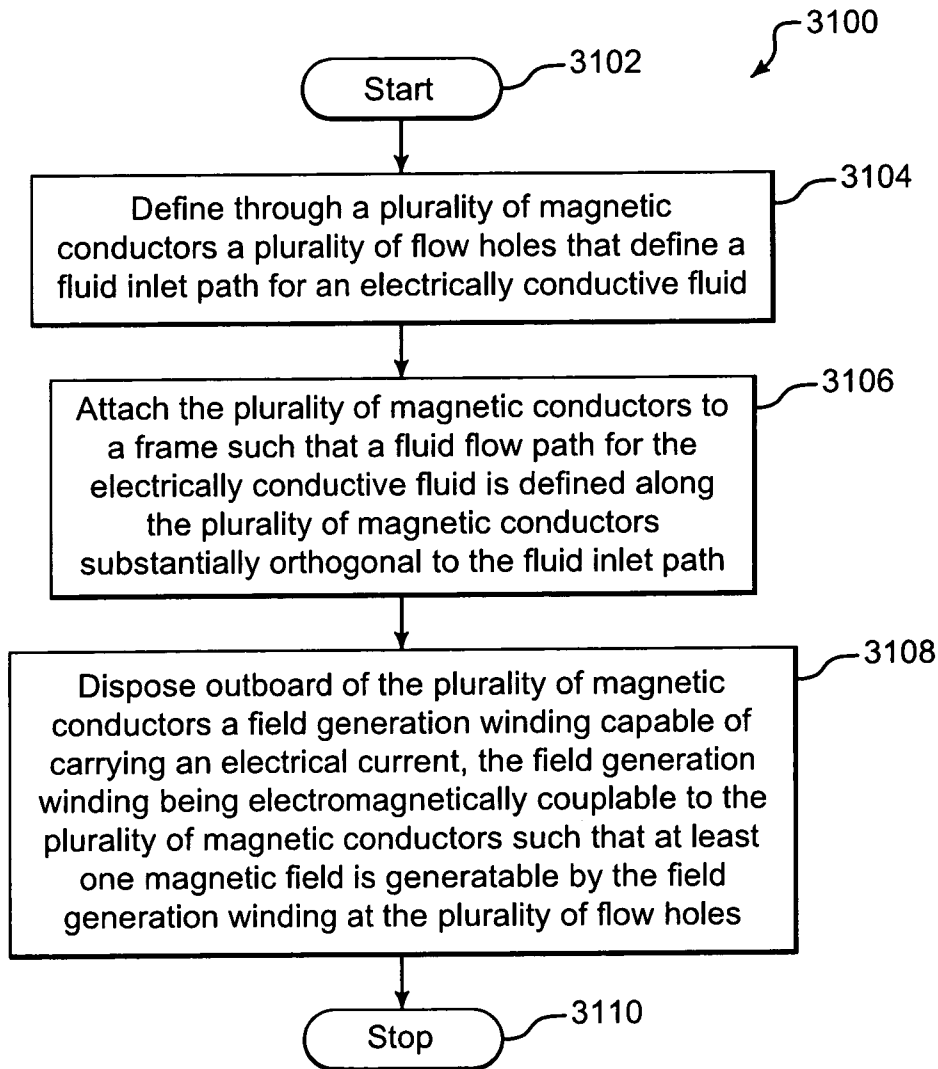 3100
Start
3102
3104
Define through a plurality of magnetic
conductors a plurality of flow holes that define a
fluid inlet path for an electrically conductive fluid
3106
Attach the plurality of magnetic conductors to
a frame such that a fluid flow path for the
electrically conductive fluid is defined along
the plurality of magnetic conductors
substantially orthogonal to the fluid inlet path
3108
Dispose outboard of the plurality of magnetic
conductors a field generation winding capable of
carrying an electrical current, the field generation
winding being electromagnetically couplable to the
plurality of magnetic conductors such that at least
one magnetic field is generatable by the field
generation winding at the plurality of flow holes
Stop
3110